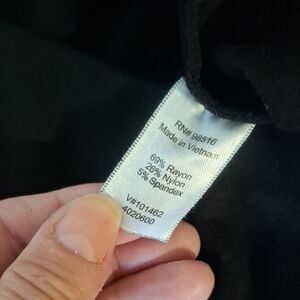 RN# 98516
Made in Vietnam
69% Rayon
26% Nylon
5% Spandex
V#101462
4020600